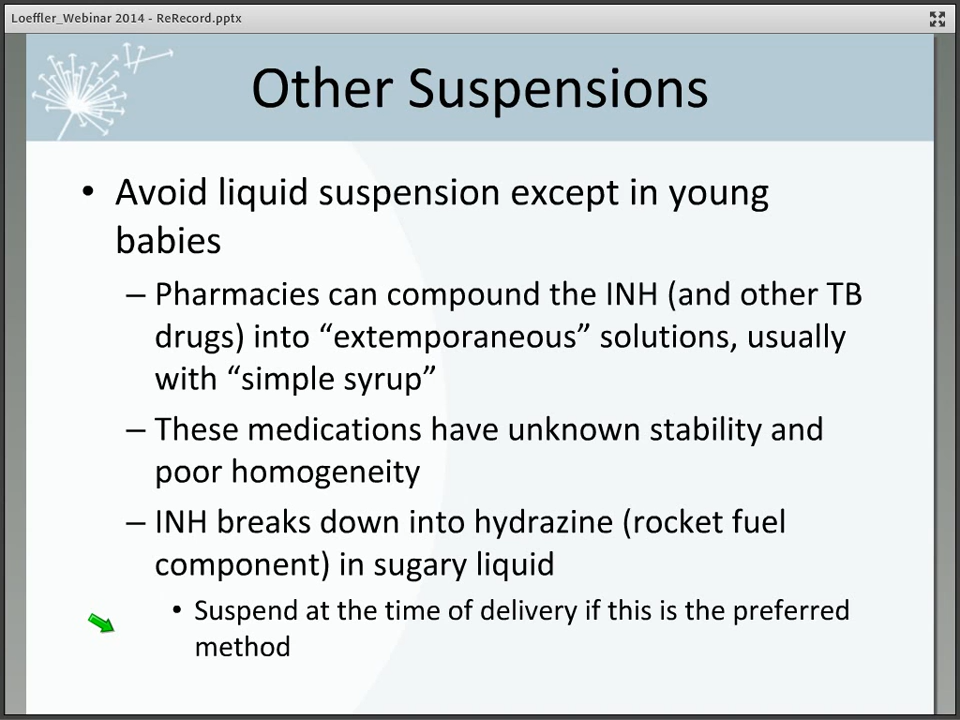 Loeffler_Webinar 2014 - ReRecord.pptx
Other Suspensions
• Avoid liquid suspension except in young
babies
– Pharmacies can compound the INH (and other TB
drugs) into “extemporaneous” solutions, usually
with “simple syrup”
– These medications have unknown stability and
poor homogeneity
– INH breaks down into hydrazine (rocket fuel
component) in sugary liquid
• Suspend at the time of delivery if this is the preferred
method